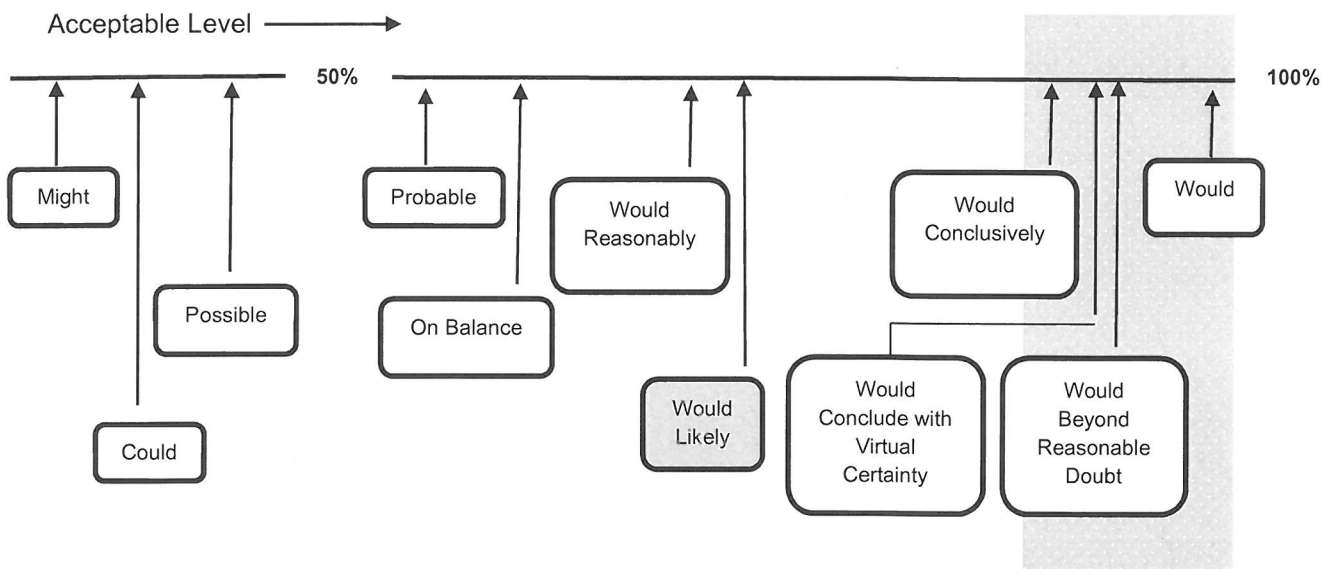 Acceptable Level
50%
100%
Might
Probable
Would
Reasonably
Would
Conclusively
Would
Possible
On Balance
Could
Would
Likely
Would
Conclude with
Virtual
Certainty
Would
Beyond
Reasonable
Doubt